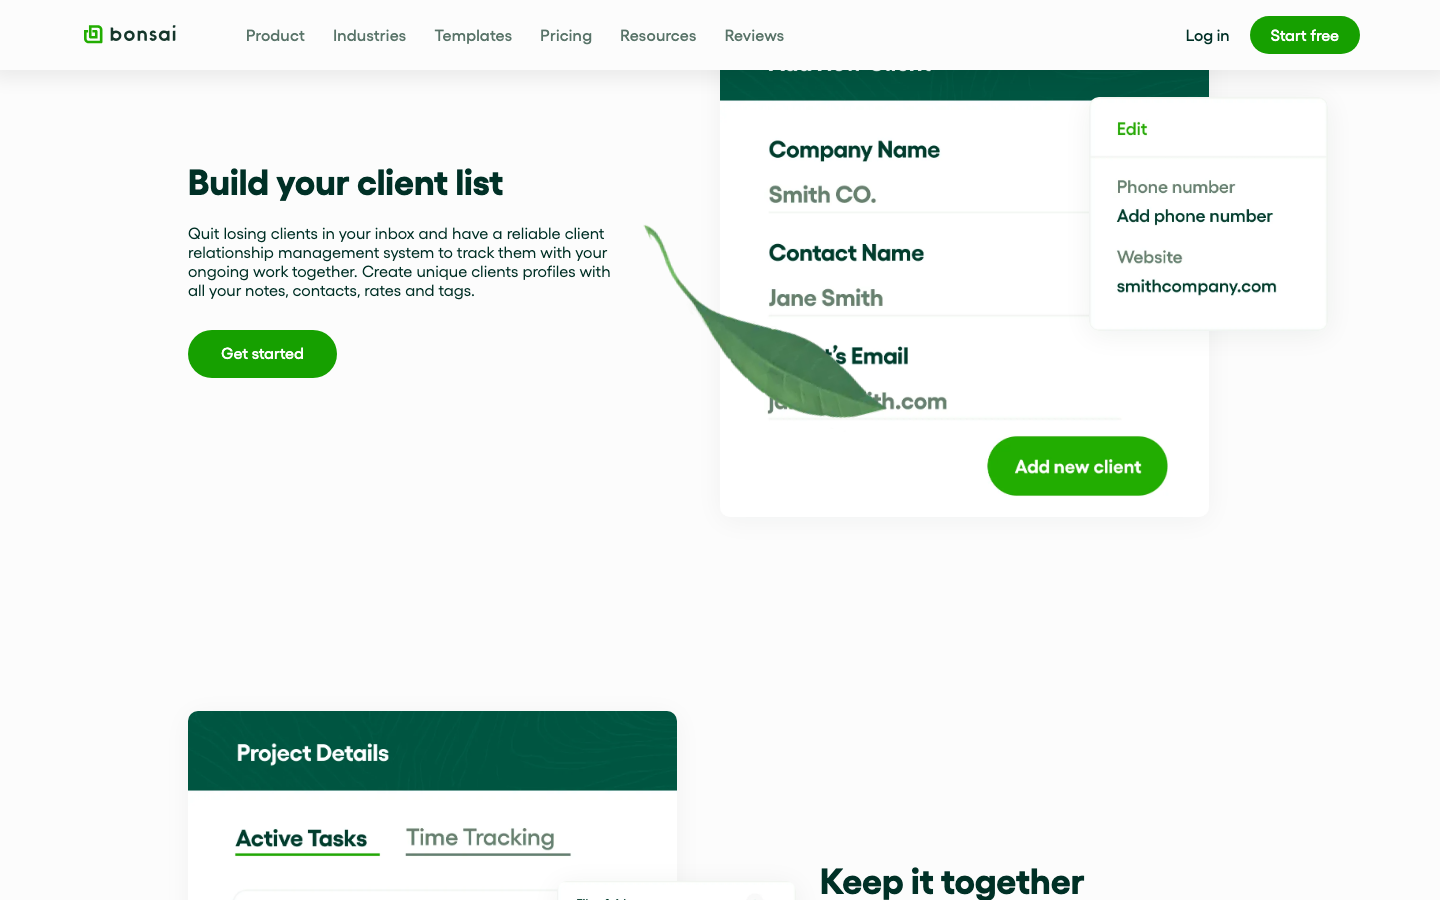 bonsai
Product
Industries
Templates
Pricing
Resources
Reviews
Log in
Start free
Build your client list
Quit losing clients in your inbox and have a reliable client
relationship management system to track them with your
ongoing work together. Create unique clients profiles with
all your notes, contacts, rates and tags.
Get started
Company Name
Smith CO.
Contact Name
Jane Smith
Email
Add new client
Edit
Phone number
Add phone number
Website
smithcompany.com
Project Details
Active Tasks
Time Tracking
Keep it together